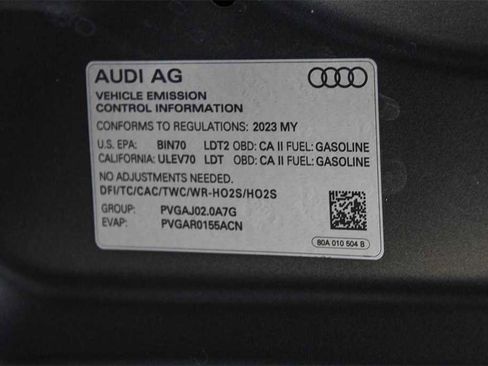 AUDI AG
VEHICLE EMISSION
CONTROL INFORMATION
CONFORMS TO REGULATIONS: 2023 MY
U.S. EPA: BIN70 LDT2 OBD: CA II FUEL: GASOLINE
CALIFORNIA: ULEV70 LDT OBD: CA II FUEL: GASOLINE
NO ADJUSTMENTS NEEDED.
DFI/TC/CAC/TWC/WR-HO2S/HO2S
GROUP: PVGAJ02.0A7G
EVAP: PVGAR0155ACN
80A 010 504 B